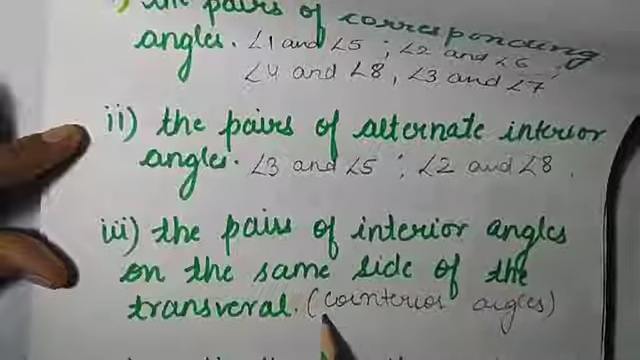 i) the pairs of corresponding
angles. ∠1 and ∠5 ; ∠2 and ∠6
∠4 and ∠8, ∠3 and ∠7
ii) the pairs of alternate interior
angles. ∠3 and ∠5 ; ∠2 and ∠8.
iii) the pairs of interior angles
on the same side of the
transveral. (cointerior angles)